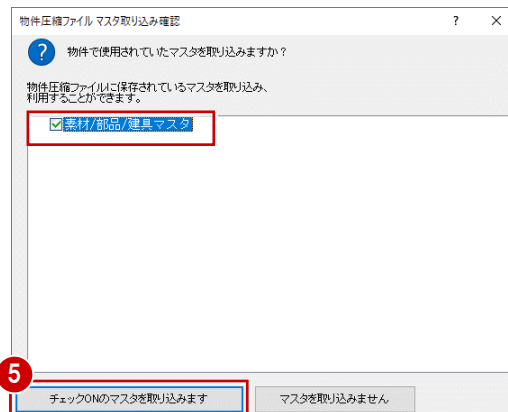 物件圧縮ファイル マスタ取り込み確認
? ×
? 物件で使用されていたマスタを取り込みますか?
物件圧縮ファイルに保存されているマスタを取り込み、
利用することができます。
素材/部品/建具マスタ
5
チェックONのマスタを取り込みます マスタを取り込みません